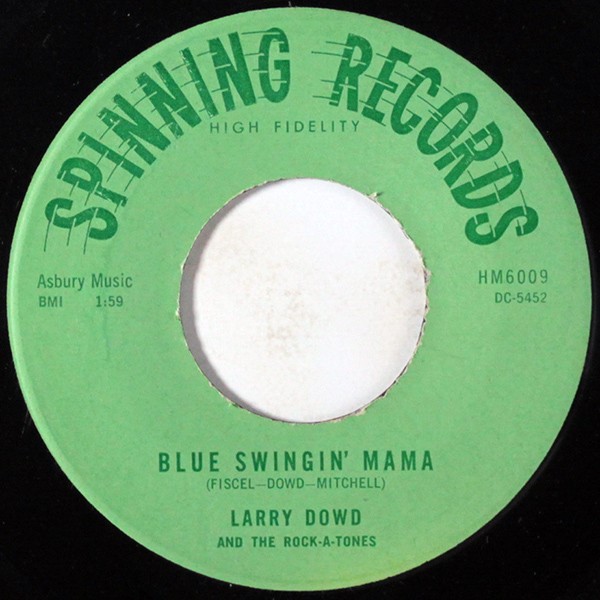 SPINNING RECORDS
HIGH FIDELITY
Asbury Music
BMI 1:59
HM6009
DC-5452
BLUE SWINGIN' MAMA
(FISCEL—DOWD—MITCHELL)
LARRY DOWD
AND THE ROCK-A-TONES